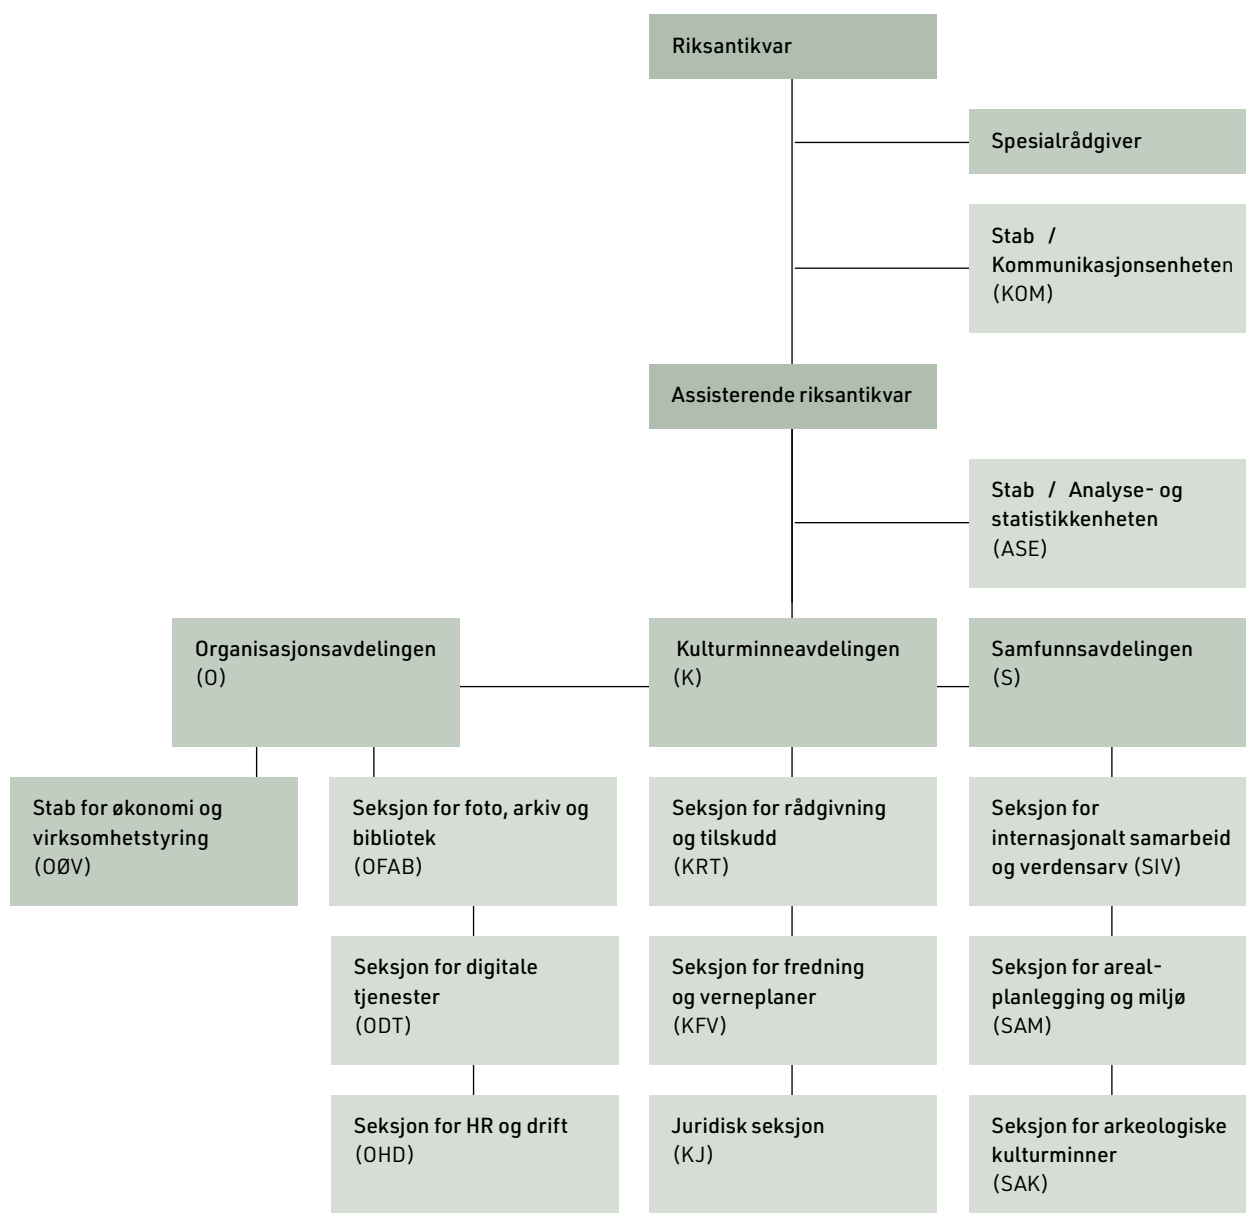 Riksantikvar
Spesialrådgiver
Stab /
Kommunikasjonsenheten
(KOM)
Assisterende riksantikvar
Stab / Analyse- og
statistikkenheten
(ASE)
Organisasjonsavdelingen
(O)
Kulturminneavdelingen
(K)
Samfunnsavdelingen
(S)
Stab for økonomi og
virksomhetstyring
(OØV)
Seksjon for foto, arkiv og
bibliotek
(OFAB)
Seksjon for rådgivning
og tilskudd
(KRT)
Seksjon for
internasjonalt samarbeid
og verdensarv (SIV)
Seksjon for digitale
tjenester
(ODT)
Seksjon for fredning
og verneplaner
(KFV)
Seksjon for areal-
planlegging og miljø
(SAM)
Seksjon for HR og drift
(OHD)
Juridisk seksjon
(KJ)
Seksjon for arkeologiske
kulturminner
(SAK)